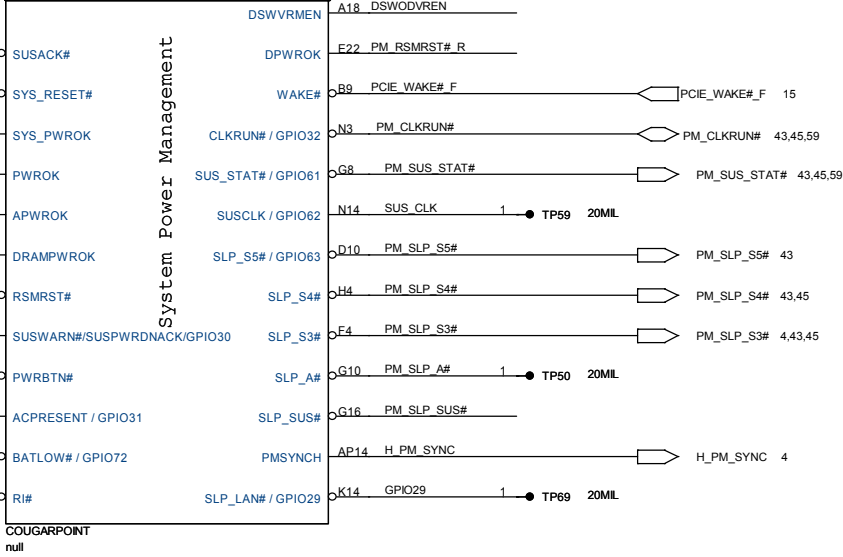 DSWVRMEN A18 DSWODVREN
SUSACK# DPWROK E22 PM_RSMRST#_R
SYS_RESET# WAKE# B9 PCIE_WAKE#_F PCIE_WAKE#_F 15
SYS_PWROK CLKRUN# / GPIO32 N3 PM_CLKRUN# PM_CLKRUN# 43,45,59
PWROK SUS_STAT# / GPIO61 G8 PM_SUS_STAT# PM_SUS_STAT# 43,45,59
APWROK SUSCLK / GPIO62 N14 SUS_CLK 1 TP59 20MIL
DRAMPWROK SLP_S5# / GPIO63 D10 PM_SLP_S5# PM_SLP_S5# 43
RSMRST# SLP_S4# H4 PM_SLP_S4# PM_SLP_S4# 43,45
SUSWARN#/SUSPWRDNACK/GPIO30 SLP_S3# F4 PM_SLP_S3# PM_SLP_S3# 4,43,45
PWRBTN# SLP_A# G10 PM_SLP_A# 1 TP50 20MIL
ACPRESENT / GPIO31 SLP_SUS# G16 PM_SLP_SUS#
BATLOW# / GPIO72 PMSYNCH AP14 H_PM_SYNC H_PM_SYNC 4
RI# SLP_LAN# / GPIO29 K14 GPIO29 1 TP69 20MIL
System Power Management
COUGARPOINT
null